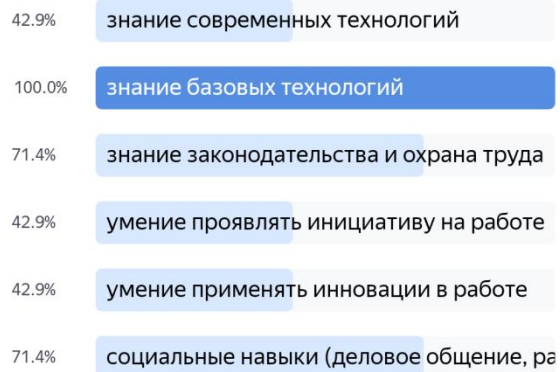 42.9% знание современных технологий
100.0% знание базовых технологий
71.4% знание законодательства и охрана труда
42.9% умение проявлять инициативу на работе
42.9% умение применять инновации в работе
71.4% социальные навыки (деловое общение, ра